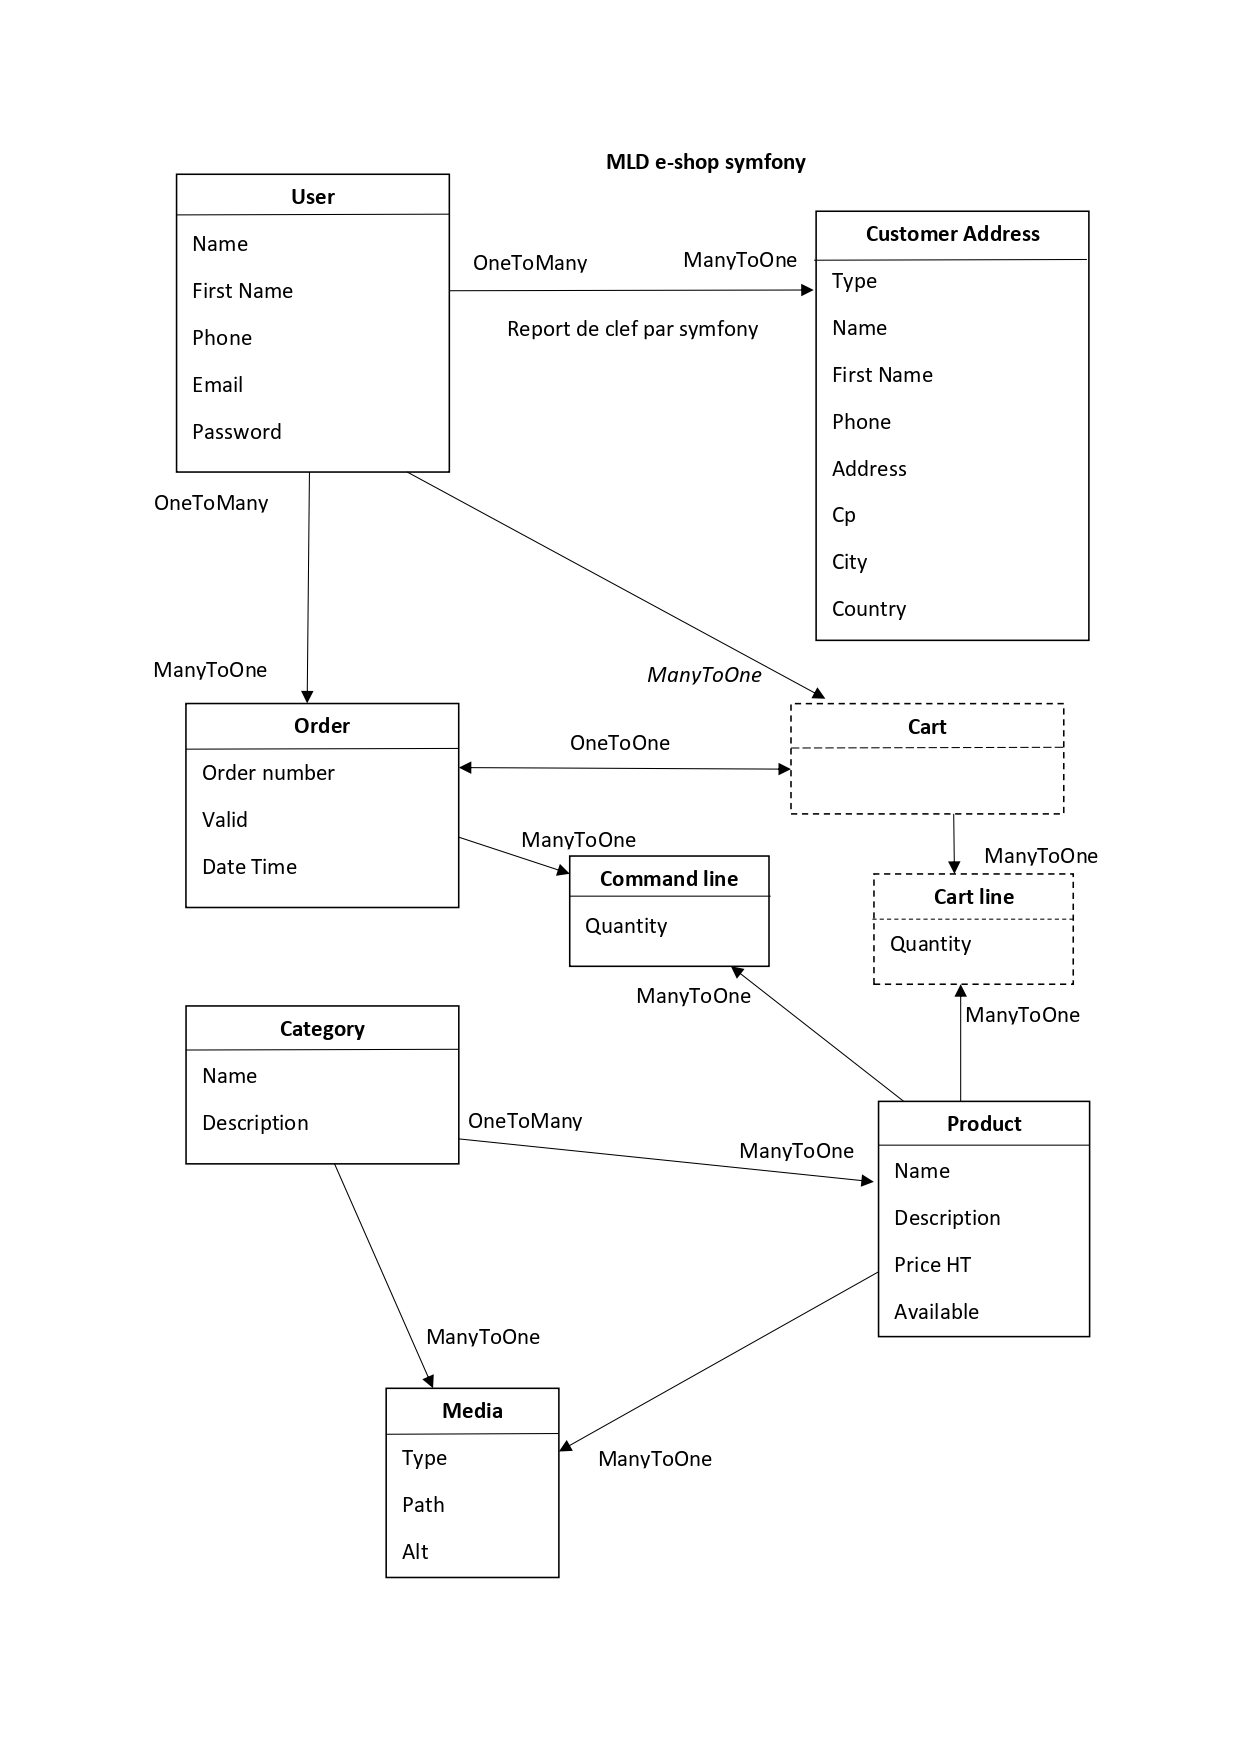 MLD e-shop symfony
User
Name
First Name
Phone
Email
Password
OneToMany
ManyToOne
Report de clef par symfony
Customer Address
Type
Name
First Name
Phone
Address
Cp
City
Country
OneToMany
ManyToOne
ManyToOne
Order
Order number
Valid
Date Time
OneToOne
Cart
ManyToOne
Command line
Quantity
ManyToOne
Cart line
Quantity
ManyToOne
ManyToOne
Category
Name
Description
OneToMany
ManyToOne
Product
Name
Description
Price HT
Available
ManyToOne
ManyToOne
Media
Type
Path
Alt